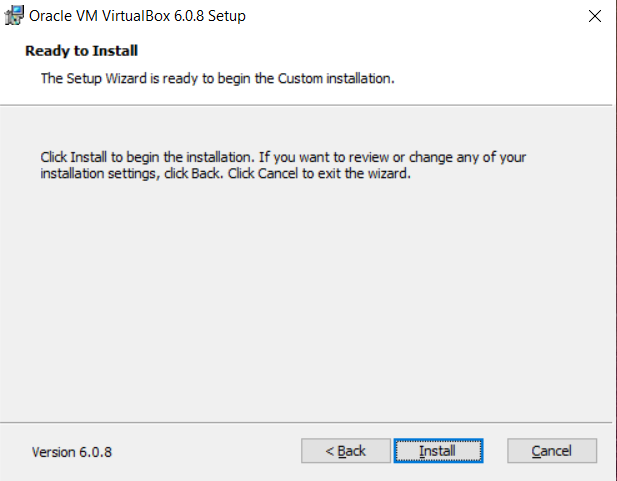 Oracle VM VirtualBox 6.0.8 Setup
Ready to Install
The Setup Wizard is ready to begin the Custom installation.
Click Install to begin the installation. If you want to review or change any of your
installation settings, click Back. Click Cancel to exit the wizard.
Version 6.0.8
< Back
Install
Cancel